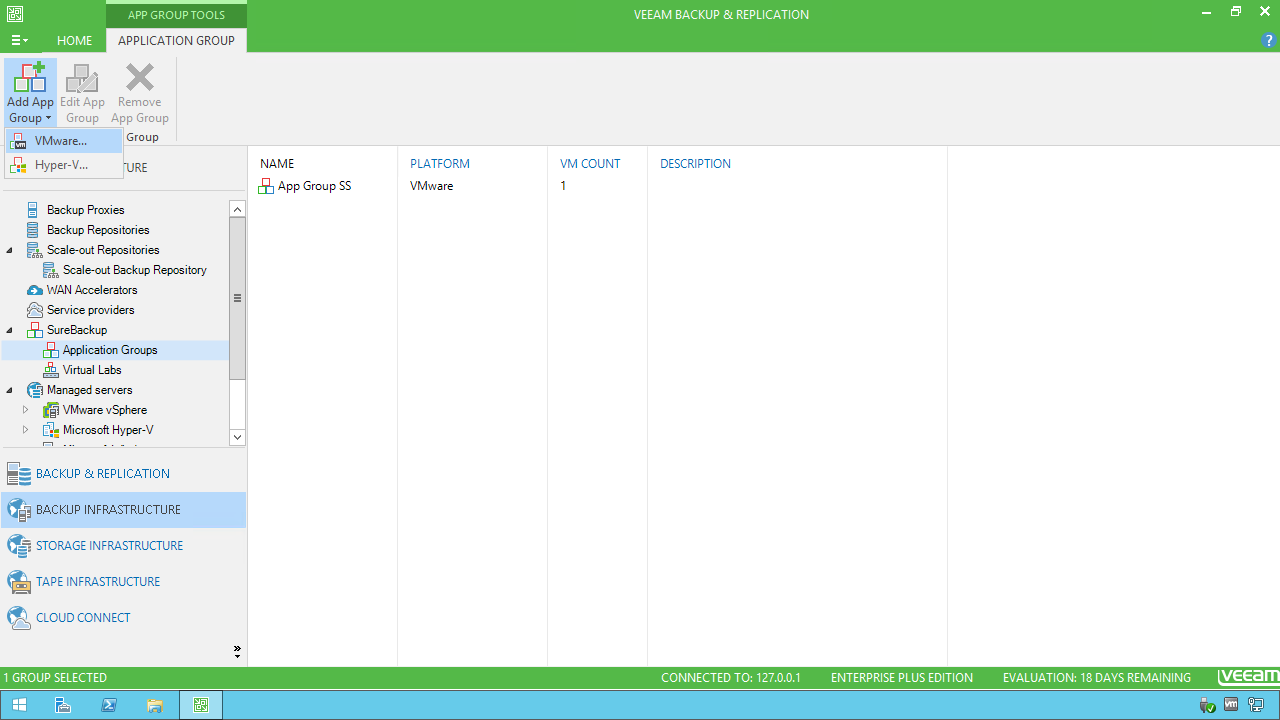 APP GROUP TOOLS
VEEAM BACKUP & REPLICATION
HOME
APPLICATION GROUP
?
Add App Group
Edit App Group
Remove App Group
Group
VMware...
Hyper-V...
TURE
NAME
PLATFORM
VM COUNT
DESCRIPTION
App Group SS
VMware
1
Backup Proxies
Backup Repositories
Scale-out Repositories
Scale-out Backup Repository
WAN Accelerators
Service providers
SureBackup
Application Groups
Virtual Labs
Managed servers
VMware vSphere
Microsoft Hyper-V
BACKUP & REPLICATION
BACKUP INFRASTRUCTURE
STORAGE INFRASTRUCTURE
TAPE INFRASTRUCTURE
CLOUD CONNECT
1 GROUP SELECTED
CONNECTED TO: 127.0.0.1
ENTERPRISE PLUS EDITION
EVALUATION: 18 DAYS REMAINING
veeam
vm